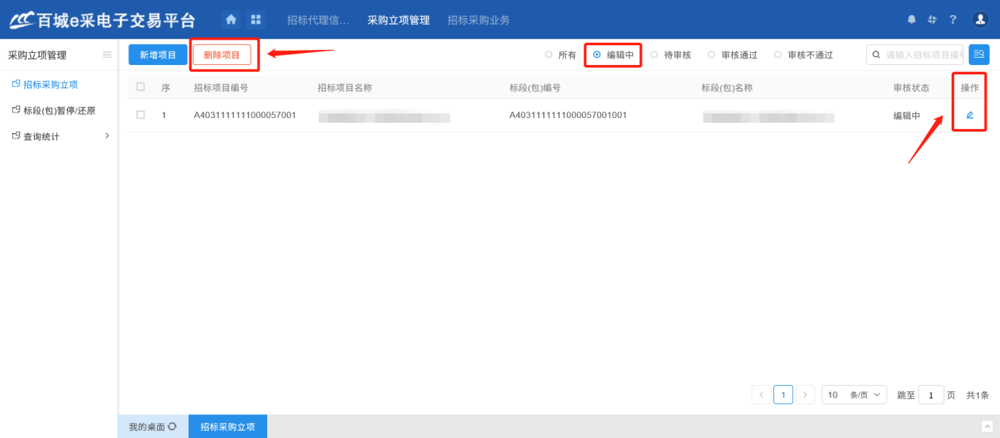 百城e采电子交易平台 招标代理信... 采购立项管理 招标采购业务 ?
采购立项管理 新增项目 删除项目 所有 编辑中 待审核 审核通过 审核不通过 请输入招标项目编
招标采购立项 序 招标项目编号 招标项目名称 标段(包)编号 标段(包)名称 审核状态 操作
标段(包)暂停/还原 1 A4031111111000057001 A4031111111000057001001 编辑中
查询统计
1 10 条/页 跳至 1 页 共1条
我的桌面 招标采购立项